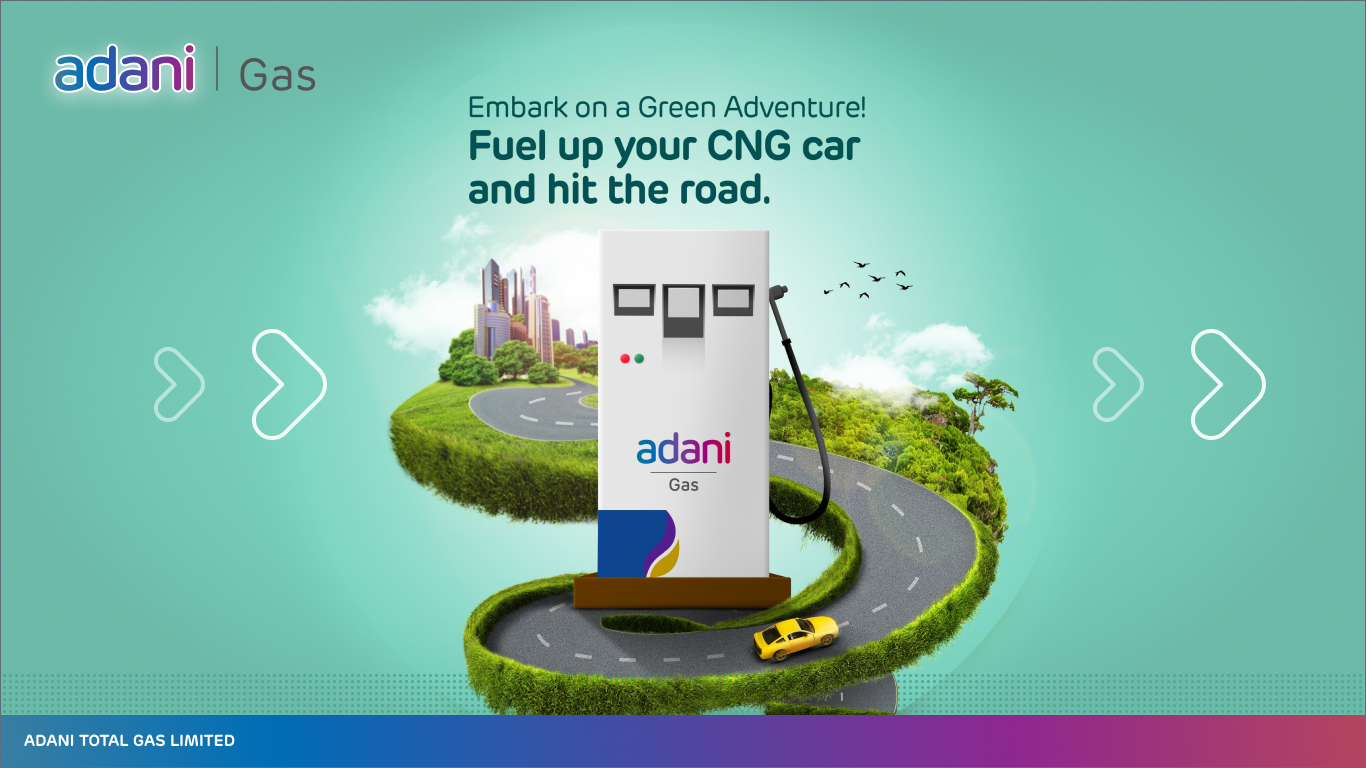 adani | Gas
Embark on a Green Adventure!
Fuel up your CNG car
and hit the road.
adani
Gas
ADANI TOTAL GAS LIMITED